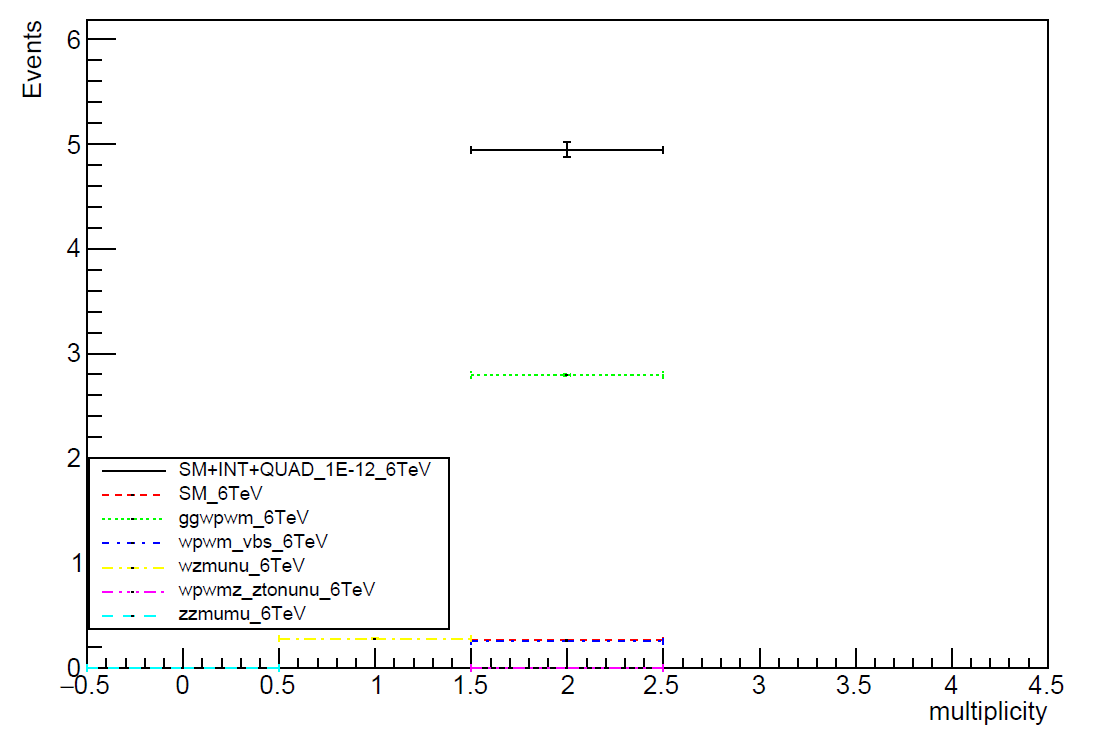 Events
6
5
4
3
2
1
0
SM+INT+QUAD_1E-12_6TeV
SM_6TeV
ggwpwm_6TeV
wpwm_vbs_6TeV
wzmunu_6TeV
wpwmz_ztonunu_6TeV
zzmumu_6TeV
−0.5 0 0.5 1 1.5 2 2.5 3 3.5 4 4.5
multiplicity